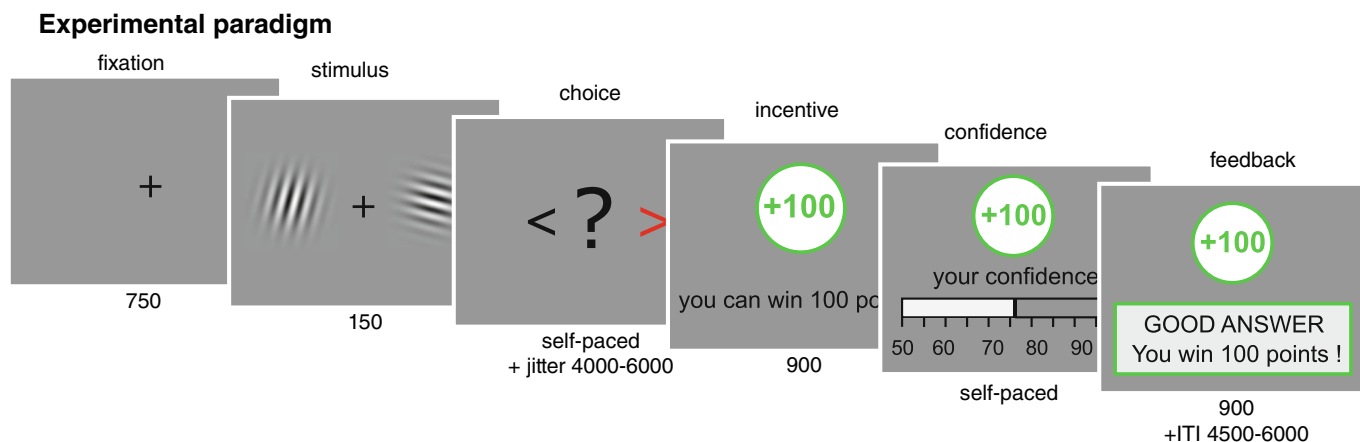 Experimental paradigm
fixation
+
750
stimulus
+
150
choice
< ? >
self-paced
+ jitter 4000-6000
incentive
+100
you can win 100 po
900
confidence
+100
your confidence
50 60 70 80 90
self-paced
feedback
+100
GOOD ANSWER
You win 100 points !
900
+ITI 4500-6000